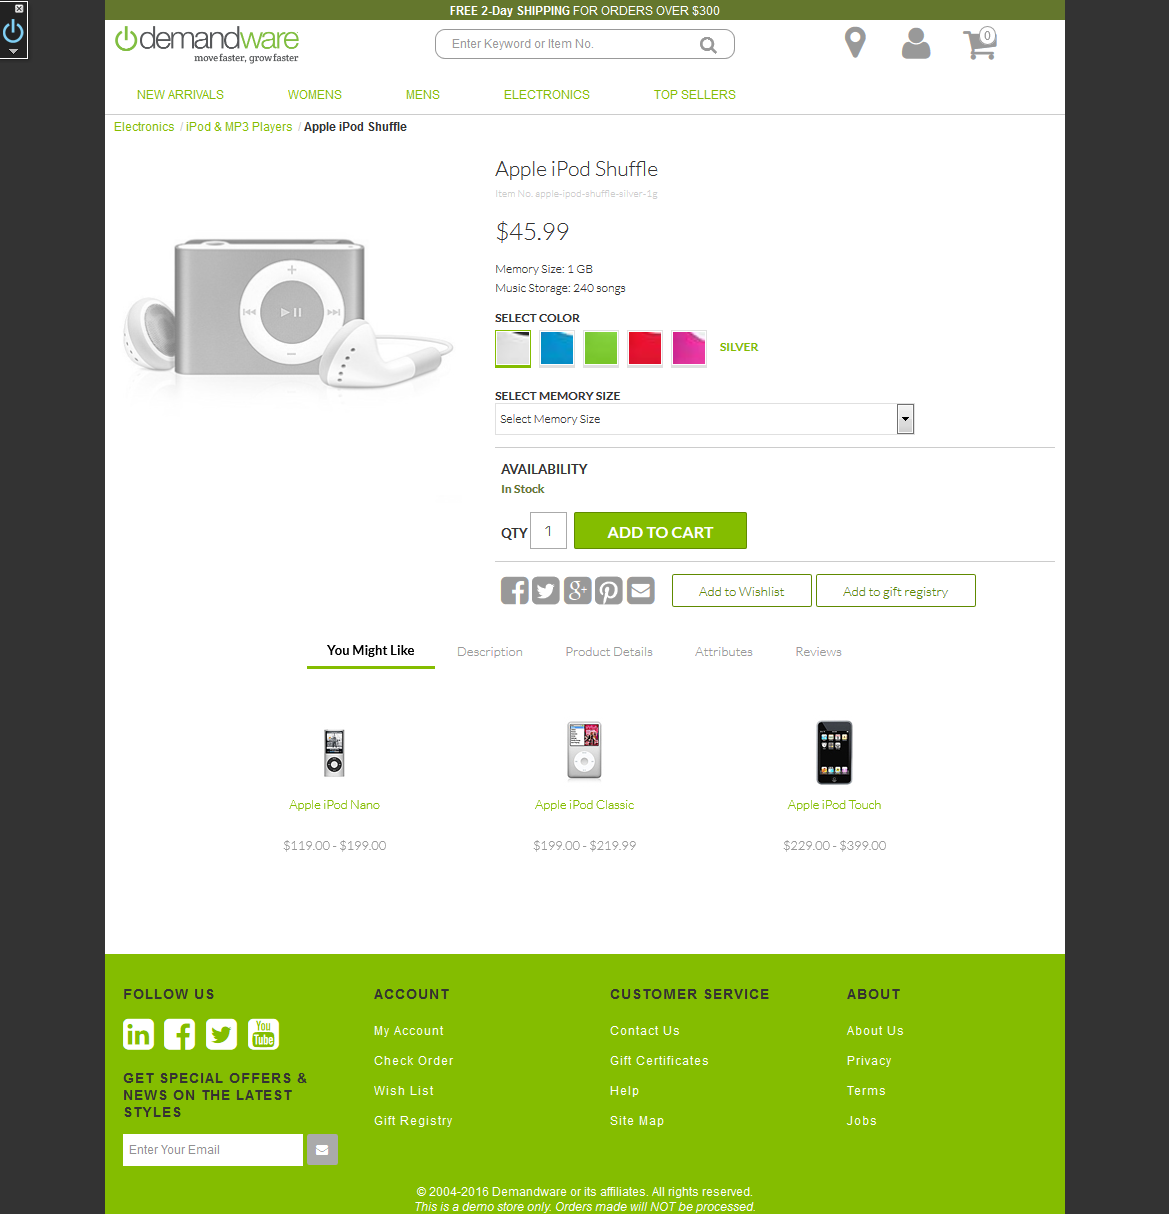 FREE 2-Day SHIPPING FOR ORDERS OVER $300
demandware
move faster, grow faster
Enter Keyword or Item No.
0
NEW ARRIVALS WOMENS MENS ELECTRONICS TOP SELLERS
Electronics / iPod & MP3 Players / Apple iPod Shuffle
Apple iPod Shuffle
Item No. apple-ipod-shuffle-silver-1g
$45.99
Memory Size: 1 GB
Music Storage: 240 songs
SELECT COLOR
SILVER
SELECT MEMORY SIZE
Select Memory Size
AVAILABILITY
In Stock
QTY 1 ADD TO CART
Add to Wishlist Add to gift registry
You Might Like Description Product Details Attributes Reviews
Apple iPod Nano Apple iPod Classic Apple iPod Touch
$119.00 - $199.00 $199.00 - $219.99 $229.00 - $399.00
FOLLOW US
You
Tube
GET SPECIAL OFFERS &
NEWS ON THE LATEST
STYLES
Enter Your Email
ACCOUNT
My Account
Check Order
Wish List
Gift Registry
CUSTOMER SERVICE
Contact Us
Gift Certificates
Help
Site Map
ABOUT
About Us
Privacy
Terms
Jobs
© 2004-2016 Demandware or its affiliates. All rights reserved.
This is a demo store only. Orders made will NOT be processed.